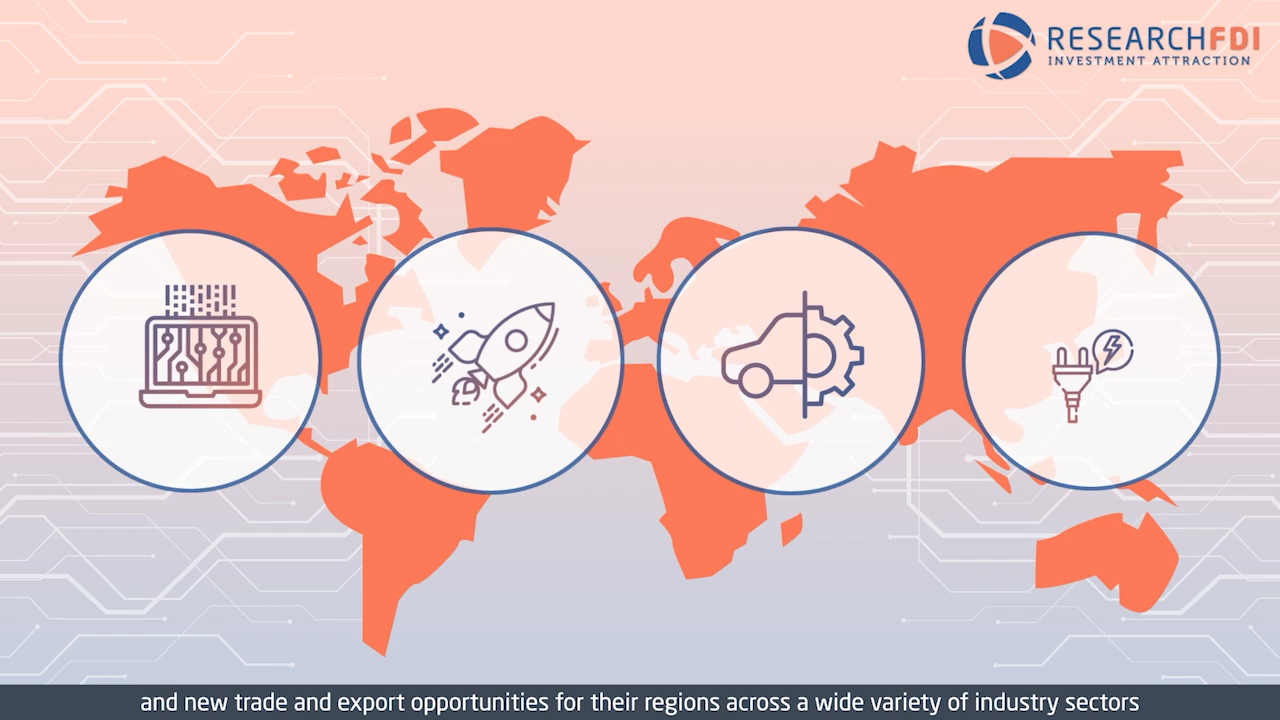 RESEARCHFDI
INVESTMENT ATTRACTION
and new trade and export opportunities for their regions across a wide variety of industry sectors